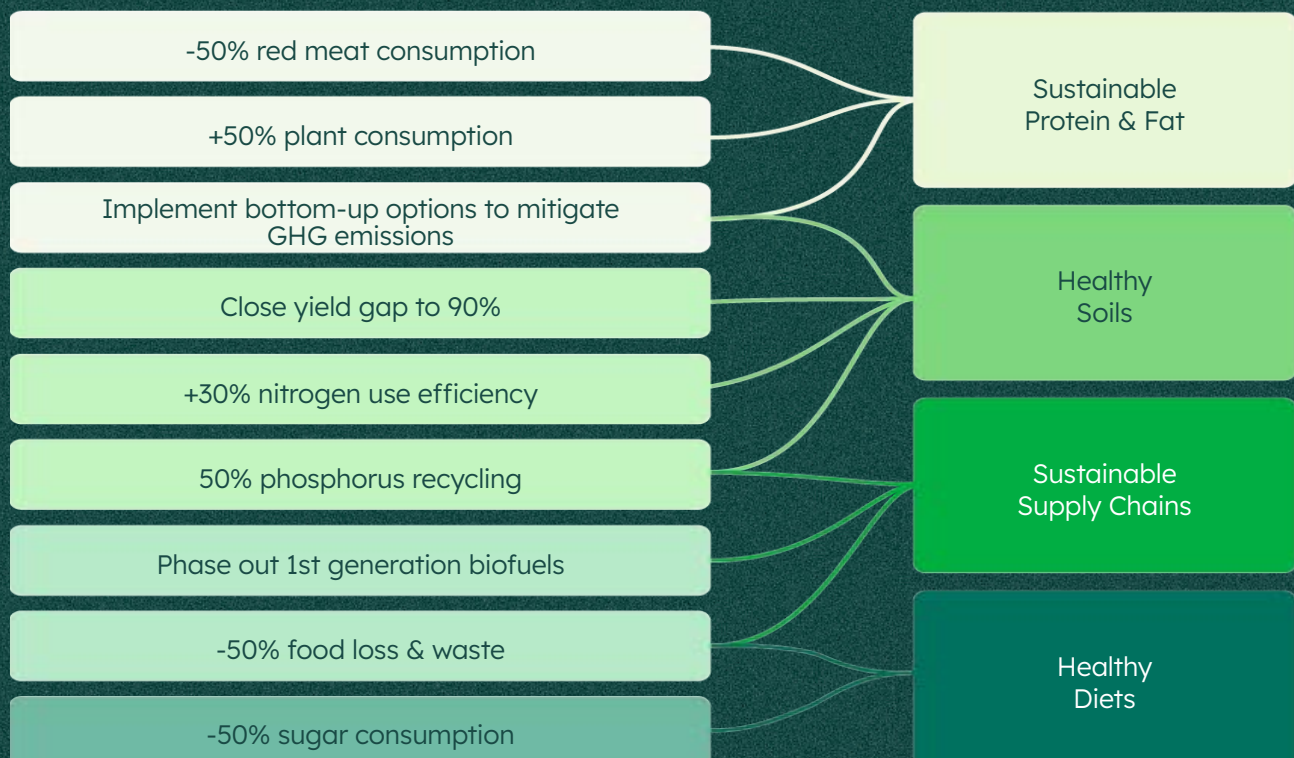 -50% red meat consumption
+50% plant consumption
Implement bottom-up options to mitigate
GHG emissions
Close yield gap to 90%
+30% nitrogen use efficiency
50% phosphorus recycling
Phase out 1st generation biofuels
-50% food loss & waste
-50% sugar consumption
Sustainable
Protein & Fat
Healthy
Soils
Sustainable
Supply Chains
Healthy
Diets